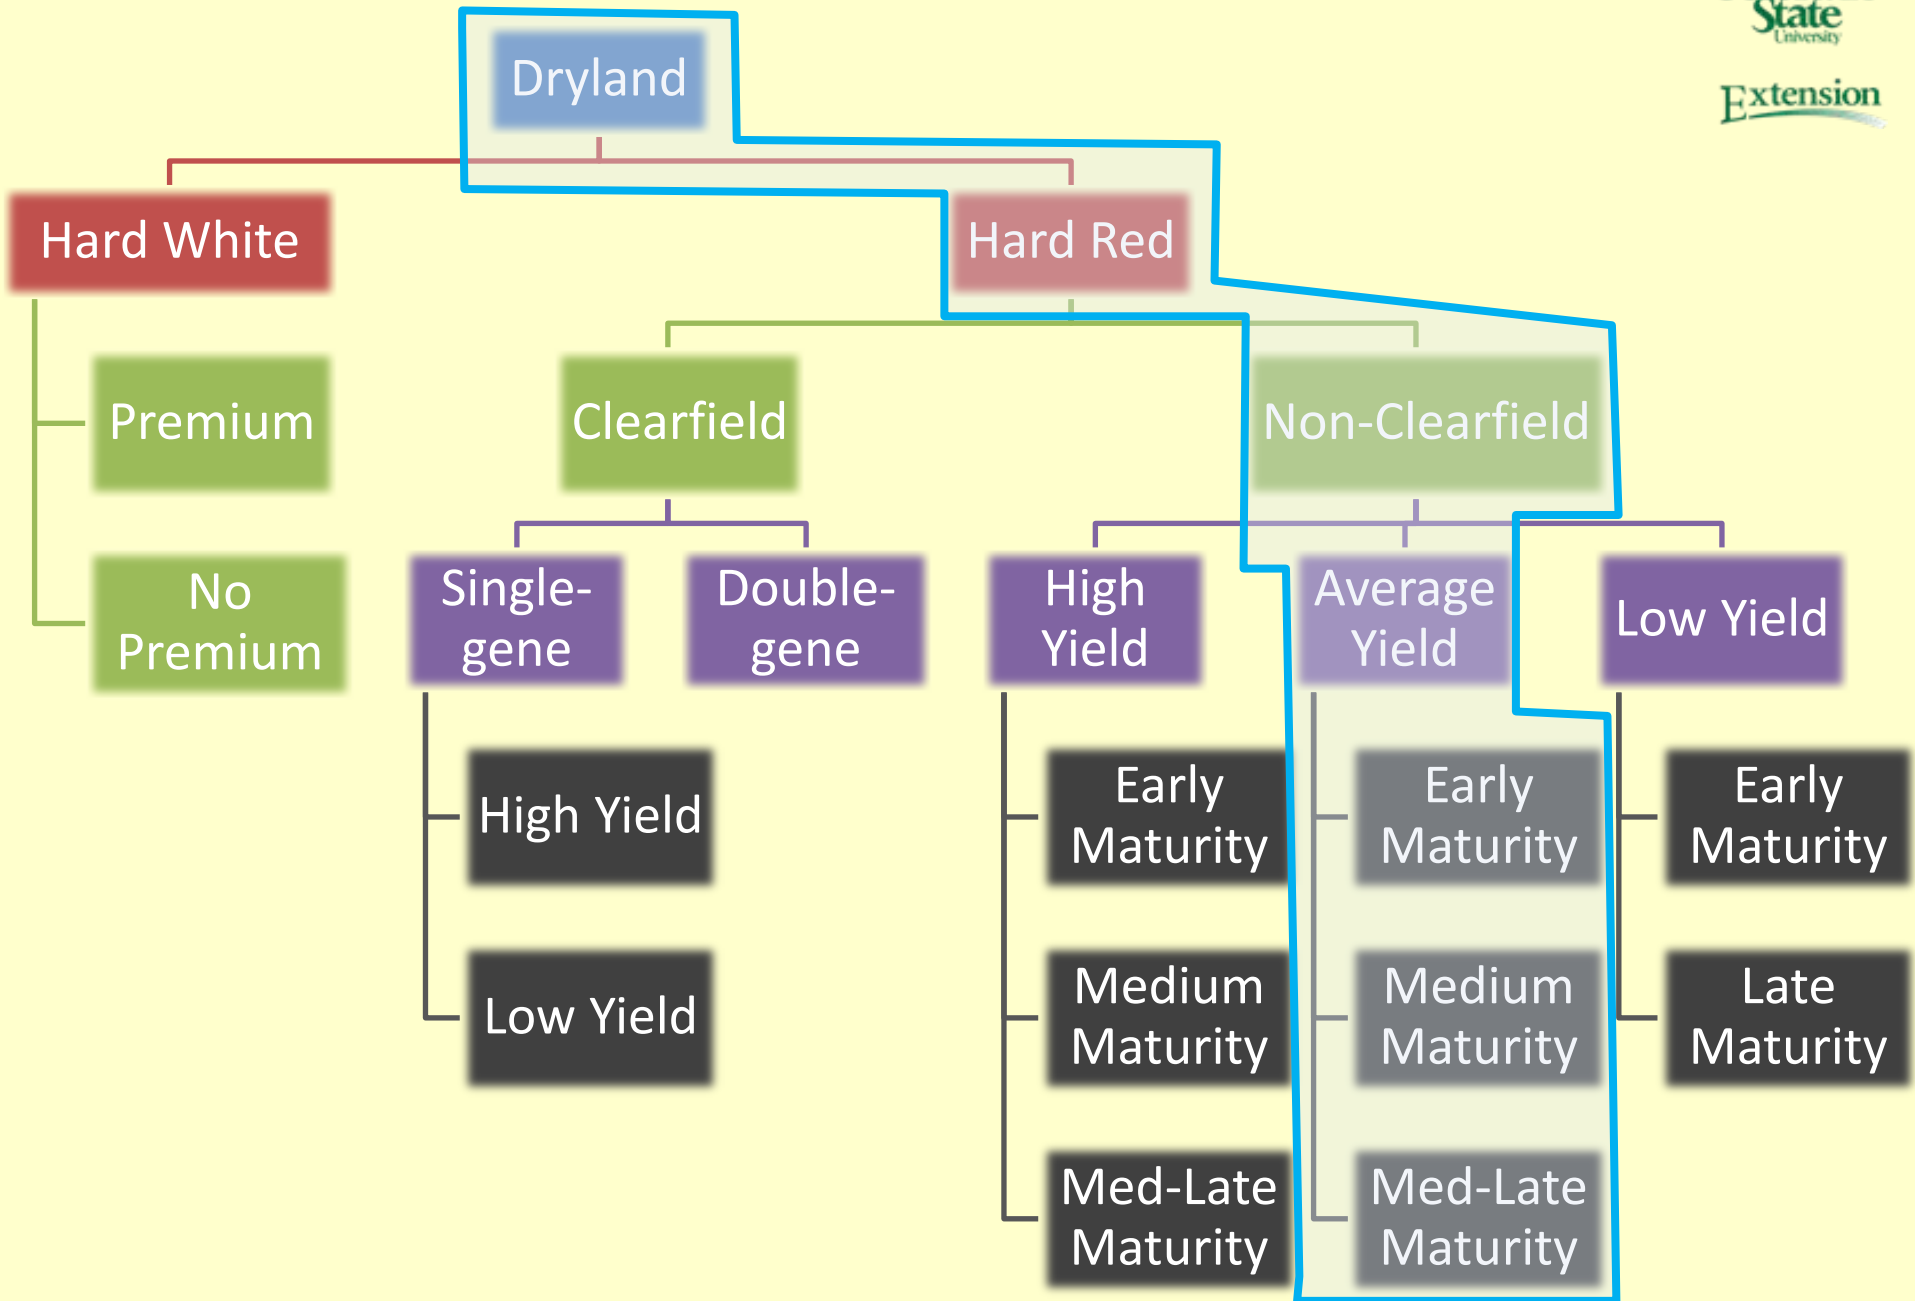 State
University
Extension
Dryland
Hard White
Hard Red
Premium
Clearfield
Non-Clearfield
No
Premium
Single-
gene
Double-
gene
High
Yield
Average
Yield
Low Yield
High Yield
Early
Maturity
Early
Maturity
Early
Maturity
Low Yield
Medium
Maturity
Medium
Maturity
Late
Maturity
Med-Late
Maturity
Med-Late
Maturity